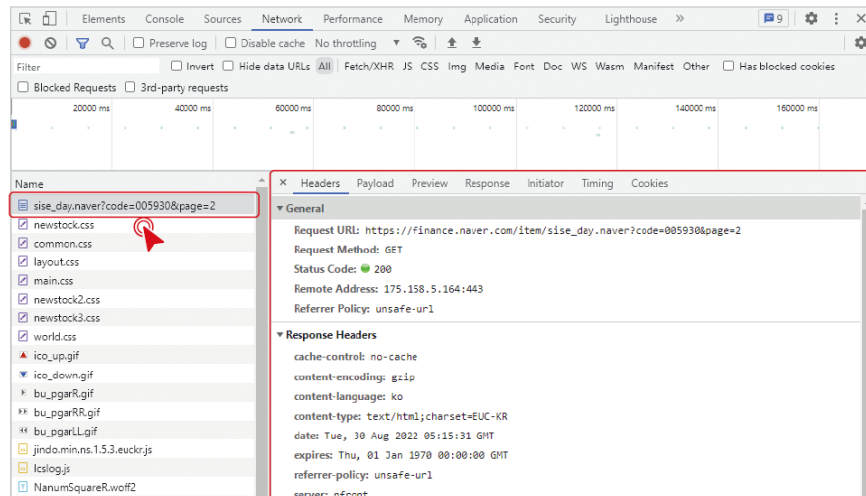 Elements Console Sources Network Performance Memory Application Security Lighthouse » 9
Preserve log Disable cache No throttling
Filter Invert Hide data URLs All Fetch/XHR JS CSS Img Media Font Doc WS Wasm Manifest Other Has blocked cookies
Blocked Requests 3rd-party requests
20000 ms 40000 ms 60000 ms 80000 ms 100000 ms 120000 ms 140000 ms 160000 ms
Name
sise_day.naver?code=005930&page=2
newstock.css
common.css
layout.css
main.css
newstock2.css
newstock3.css
world.css
ico_up.gif
ico_down.gif
bu_pgarR.gif
bu_pgarRR.gif
bu_pgarLL.gif
jindo.min.ns.1.5.3.euckr.js
lcslog.js
NanumSquareR.woff2
× Headers Payload Preview Response Initiator Timing Cookies
General
Request URL: https://finance.naver.com/item/sise_day.naver?code=005930&page=2
Request Method: GET
Status Code: 200
Remote Address: 175.158.5.164:443
Referrer Policy: unsafe-url
Response Headers
cache-control: no-cache
content-encoding: gzip
content-language: ko
content-type: text/html;charset=EUC-KR
date: Tue, 30 Aug 2022 05:15:31 GMT
expires: Thu, 01 Jan 1970 00:00:00 GMT
referrer-policy: unsafe-url
server: nfront